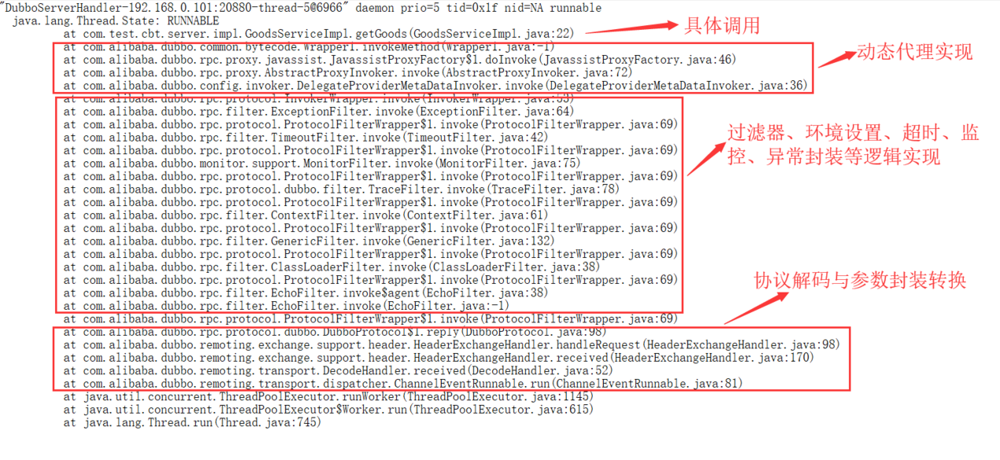 "DubboServerHandler-192.168.0.101:20880-thread-5@6966" daemon prio=5 tid=0x1f nid=NA runnable
java.lang.Thread.State: RUNNABLE
at com.test.cbt.server.impl.GoodsServiceImpl.getGoods(GoodsServiceImpl.java:22)
具体调用
at com.alibaba.dubbo.common.bytecode.Wrapper1.invokeMethod(Wrapper1.java:-1)
at com.alibaba.dubbo.rpc.proxy.javassist.JavassistProxyFactory$1.doInvoke(JavassistProxyFactory.java:46)
动态代理实现
at com.alibaba.dubbo.rpc.proxy.AbstractProxyInvoker.invoke(AbstractProxyInvoker.java:72)
at com.alibaba.dubbo.config.invoker.DelegateProviderMetaDataInvoker.invoke(DelegateProviderMetaDataInvoker.java:36)
at com.alibaba.dubbo.rpc.protocol.InvokerWrapper.invoke(InvokerWrapper.java:53)
at com.alibaba.dubbo.rpc.filter.ExceptionFilter.invoke(ExceptionFilter.java:64)
at com.alibaba.dubbo.rpc.protocol.ProtocolFilterWrapper$1.invoke(ProtocolFilterWrapper.java:69)
at com.alibaba.dubbo.rpc.filter.TimeoutFilter.invoke(TimeoutFilter.java:42)
at com.alibaba.dubbo.rpc.protocol.ProtocolFilterWrapper$1.invoke(ProtocolFilterWrapper.java:69)
at com.alibaba.dubbo.monitor.support.MonitorFilter.invoke(MonitorFilter.java:75)
at com.alibaba.dubbo.rpc.protocol.ProtocolFilterWrapper$1.invoke(ProtocolFilterWrapper.java:69)
at com.alibaba.dubbo.rpc.protocol.dubbo.filter.TraceFilter.invoke(TraceFilter.java:78)
at com.alibaba.dubbo.rpc.protocol.ProtocolFilterWrapper$1.invoke(ProtocolFilterWrapper.java:69)
at com.alibaba.dubbo.rpc.filter.ContextFilter.invoke(ContextFilter.java:61)
at com.alibaba.dubbo.rpc.protocol.ProtocolFilterWrapper$1.invoke(ProtocolFilterWrapper.java:69)
at com.alibaba.dubbo.rpc.filter.GenericFilter.invoke(GenericFilter.java:132)
at com.alibaba.dubbo.rpc.protocol.ProtocolFilterWrapper$1.invoke(ProtocolFilterWrapper.java:69)
at com.alibaba.dubbo.rpc.filter.ClassLoaderFilter.invoke(ClassLoaderFilter.java:38)
at com.alibaba.dubbo.rpc.protocol.ProtocolFilterWrapper$1.invoke(ProtocolFilterWrapper.java:69)
at com.alibaba.dubbo.rpc.filter.EchoFilter.invoke$agent(EchoFilter.java:38)
at com.alibaba.dubbo.rpc.filter.EchoFilter.invoke(EchoFilter.java:-1)
过滤器、环境设置、超时、监
控、异常封装等逻辑实现
at com.alibaba.dubbo.rpc.protocol.ProtocolFilterWrapper$1.invoke(ProtocolFilterWrapper.java:69)
at com.alibaba.dubbo.rpc.protocol.dubbo.DubboProtocol$1.reply(DubboProtocol.java:98)
at com.alibaba.dubbo.remoting.exchange.support.header.HeaderExchangeHandler.handleRequest(HeaderExchangeHandler.java:98)
at com.alibaba.dubbo.remoting.exchange.support.header.HeaderExchangeHandler.received(HeaderExchangeHandler.java:170)
at com.alibaba.dubbo.remoting.transport.DecodeHandler.received(DecodeHandler.java:52)
at com.alibaba.dubbo.remoting.transport.dispatcher.ChannelEventRunnable.run(ChannelEventRunnable.java:81)
协议解码与参数封装转换
at java.util.concurrent.ThreadPoolExecutor.runWorker(ThreadPoolExecutor.java:1145)
at java.util.concurrent.ThreadPoolExecutor$Worker.run(ThreadPoolExecutor.java:615)
at java.lang.Thread.run(Thread.java:745)